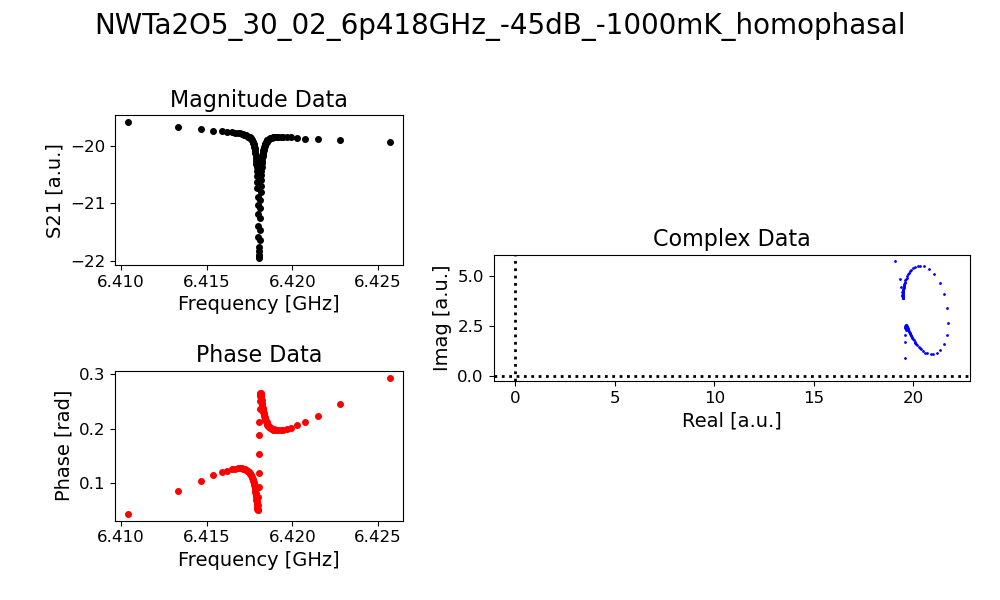 NWTa2O5_30_02_6p418GHz_-45dB_-1000mK_homophasal
Magnitude Data
S21 [a.u.]
−20
−21
−22
6.410
6.415
6.420
6.425
Frequency [GHz]
Phase Data
Phase [rad]
0.3
0.2
0.1
6.410
6.415
6.420
6.425
Frequency [GHz]
Complex Data
Imag [a.u.]
5.0
2.5
0.0
0
5
10
15
20
Real [a.u.]